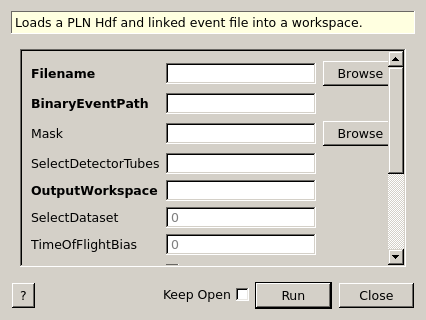 Loads a PLN Hdf and linked event file into a workspace.
Filename Browse
BinaryEventPath
Mask Browse
SelectDetectorTubes
OutputWorkspace
SelectDataset 0
TimeOfFlightBias 0
? Keep Open Run Close